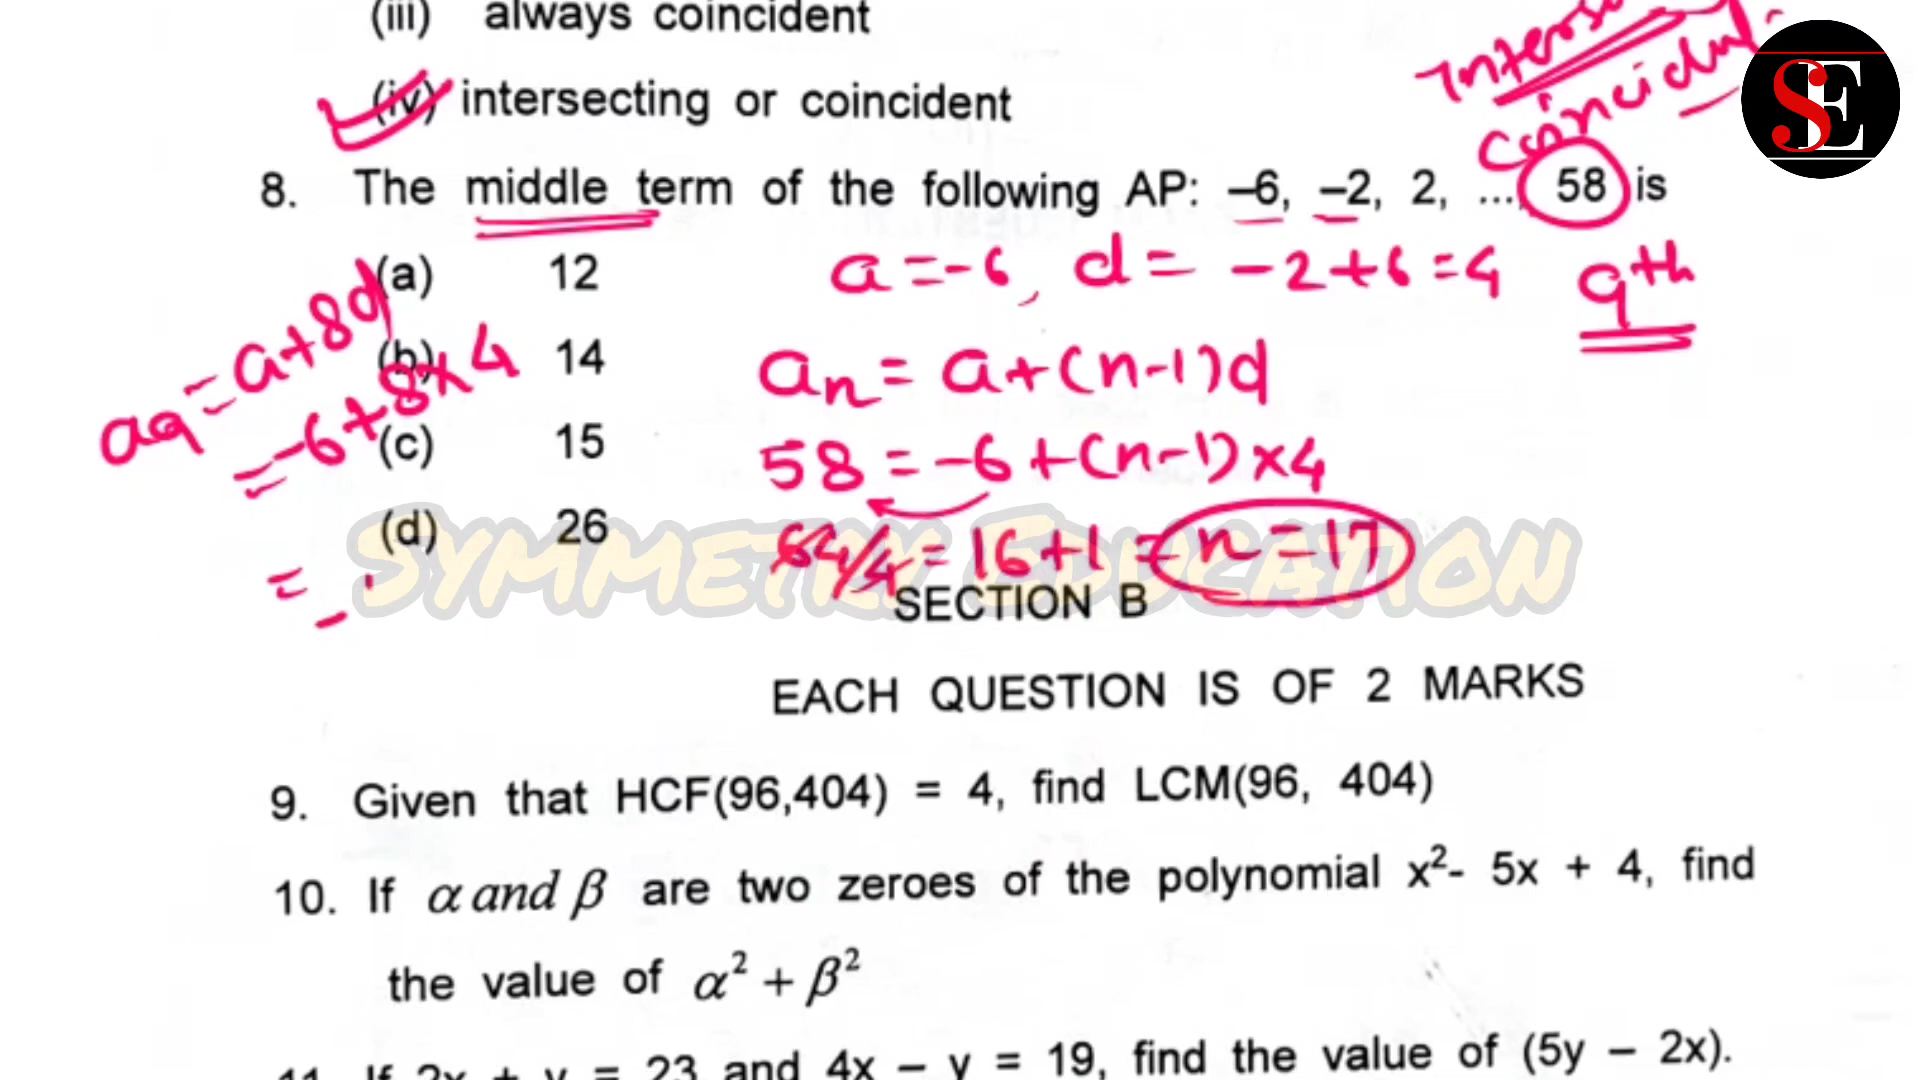 (iii) always coincident
(iv) intersecting or coincident
coincident
8. The middle term of the following AP: –6, –2, 2, ..., 58 is
SE
(a) 12
a = -6, d = -2+6 = 4
9th
(b) 14
an = a+(n-1)d
a9 = a+8d
(c) 15
58 = -6+(n-1)×4
= -6+8×4
(d) 26
64/4 = 16+1 = n = 17
= -
SYMMETRY EDUCATION
SECTION B
EACH QUESTION IS OF 2 MARKS
9. Given that HCF(96,404) = 4, find LCM(96, 404)
10. If α and β are two zeroes of the polynomial x²- 5x + 4, find
the value of α² + β²
11. If 2x + y = 23 and 4x – y = 19, find the value of (5y – 2x).